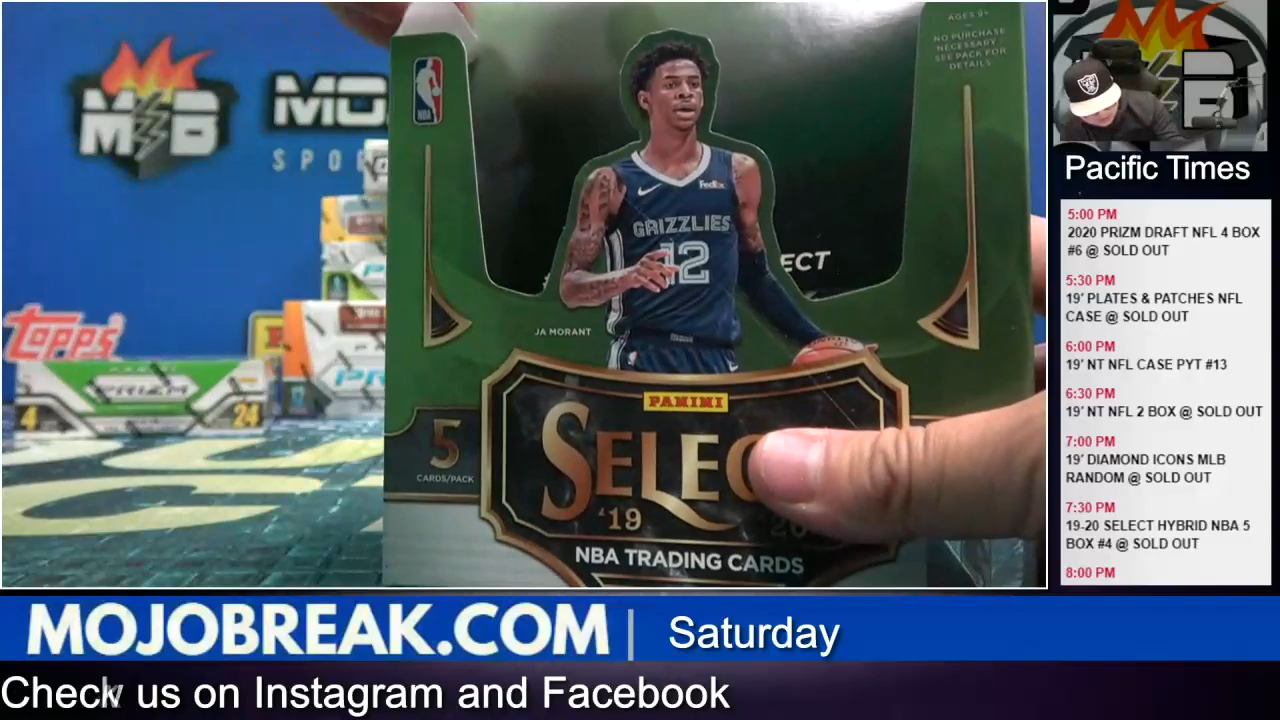 M B
MO
SPO
TOPPS
PANINI
PRIZM
4
24
NBA
AGES 9+
NO PURCHASE
NECESSARY
SEE PACK FOR
DETAILS
FedEx
GRIZZLIES
12
ECT
JA MORANT
PANINI
5
CARDS/PACK
SELEC
'19
20
NBA TRADING CARDS
Pacific Times
5:00 PM
2020 PRIZM DRAFT NFL 4 BOX
#6 @ SOLD OUT
5:30 PM
19' PLATES & PATCHES NFL
CASE @ SOLD OUT
6:00 PM
19' NT NFL CASE PYT #13
6:30 PM
19' NT NFL 2 BOX @ SOLD OUT
7:00 PM
19' DIAMOND ICONS MLB
RANDOM @ SOLD OUT
7:30 PM
19-20 SELECT HYBRID NBA 5
BOX #4 @ SOLD OUT
8:00 PM
MOJOBREAK.COM | Saturday
Check us on Instagram and Facebook